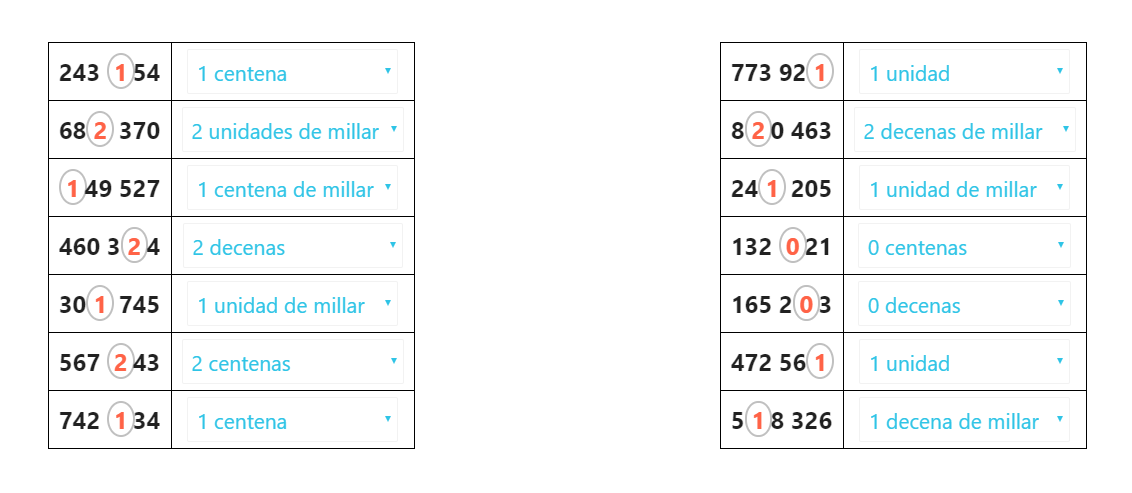 243 154 1 centena
682 370 2 unidades de millar
149 527 1 centena de millar
460 324 2 decenas
301 745 1 unidad de millar
567 243 2 centenas
742 134 1 centena
773 921 1 unidad
820 463 2 decenas de millar
241 205 1 unidad de millar
132 021 0 centenas
165 203 0 decenas
472 561 1 unidad
518 326 1 decena de millar